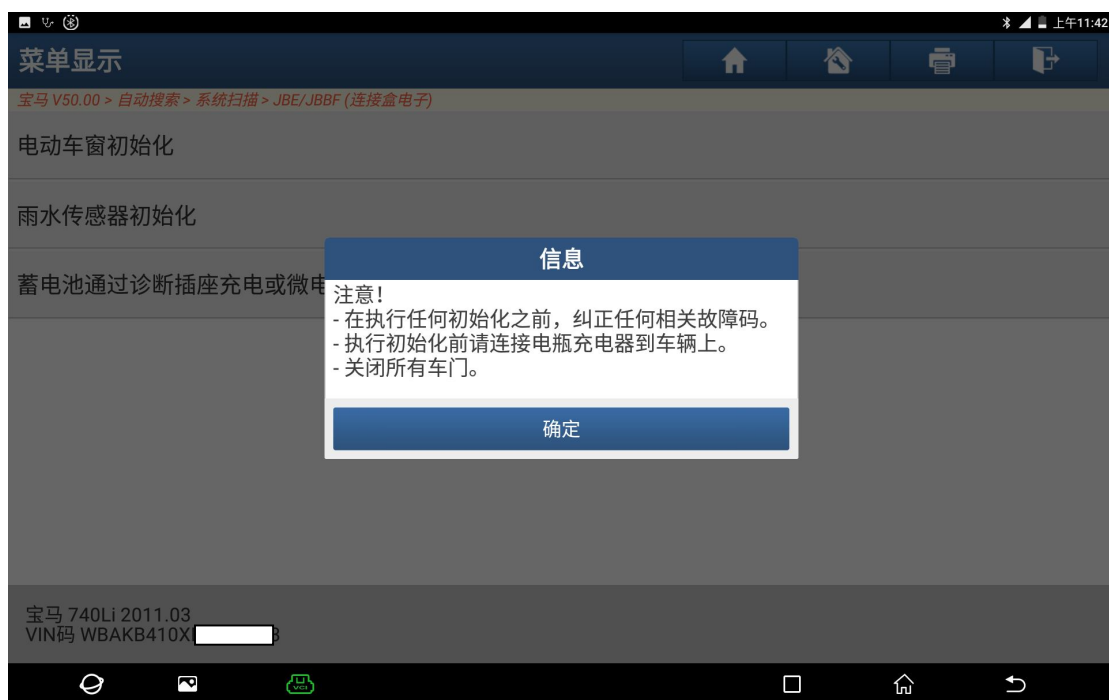 上午11:42
菜单显示
宝马 V50.00 > 自动搜索 > 系统扫描 > JBE/JBBF (连接盒电子)
电动车窗初始化
雨水传感器初始化
蓄电池通过诊断插座充电或微电
信息
注意！
- 在执行任何初始化之前，纠正任何相关故障码。
- 执行初始化前请连接电瓶充电器到车辆上。
- 关闭所有车门。
确定
宝马 740Li 2011.03
VIN码 WBAKB410X
VCI